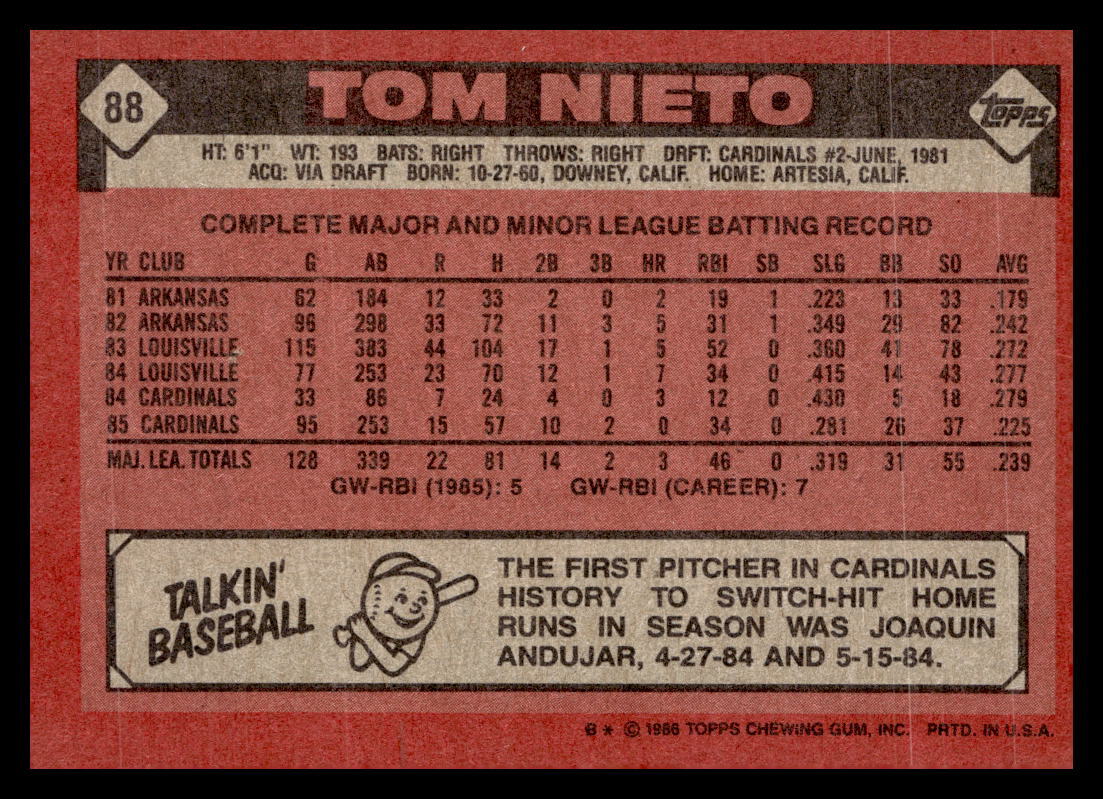 88
TOM NIETO
TOPPS
HT: 6'1" WT: 193 BATS: RIGHT THROWS: RIGHT DRFT: CARDINALS #2-JUNE, 1981
ACQ: VIA DRAFT BORN: 10-27-60, DOWNEY, CALIF. HOME: ARTESIA, CALIF.
COMPLETE MAJOR AND MINOR LEAGUE BATTING RECORD
YR CLUB G AB R H 2B 3B HR RBI SB SLG BB SO AVG
81 ARKANSAS 62 184 12 33 2 0 2 19 1 .223 13 33 .179
82 ARKANSAS 96 298 33 72 11 3 5 31 1 .349 29 82 .242
83 LOUISVILLE 115 383 44 104 17 1 5 52 0 .360 41 78 .272
84 LOUISVILLE 77 253 23 70 12 1 7 34 0 .415 14 43 .277
84 CARDINALS 33 86 7 24 4 0 3 12 0 .430 5 18 .279
85 CARDINALS 95 253 15 57 10 2 0 34 0 .281 26 37 .225
MAJ. LEA. TOTALS 128 339 22 81 14 2 3 46 0 .319 31 55 .239
GW-RBI (1985): 5 GW-RBI (CAREER): 7
TALKIN'
BASEBALL
THE FIRST PITCHER IN CARDINALS
HISTORY TO SWITCH-HIT HOME
RUNS IN SEASON WAS JOAQUIN
ANDUJAR, 4-27-84 AND 5-15-84.
B * © 1986 TOPPS CHEWING GUM, INC. PRTD. IN U.S.A.